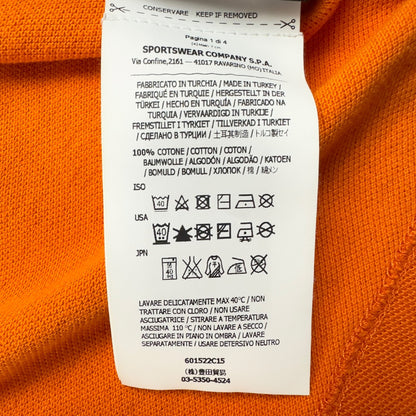 CONSERVARE KEEP IF REMOVED
Pagina 1 di 4
SPORTSWEAR COMPANY S.P.A.
Via Confine,2161 — 41017 RAVARINO (MO)ITALIA
FABBRICATO IN TURCHIA / MADE IN TURKEY /
FABRIQUÉ EN TURQUIE / HERGESTELLT IN DER
TÜRKEI / HECHO EN TURQUÍA / FABRICADO NA
TURQUIA / VERVAARDIGD IN TURKIJE /
FREMSTILLET I TYRKIET / TILLVERKAD I TURKIET
/ СДЕЛАНО В ТУРЦИИ / 土耳其制造 / トルコ製セイ
100% COTONE / COTTON / COTON /
BAUMWOLLE / ALGODÓN / ALGODÃO / KATOEN
/ BOMULD / BOMULL / ХЛОПОК / 棉 / 綿メン
ISO
40
USA
JPN
40
LAVARE DELICATAMENTE MAX 40°C / NON
TRATTARE CON CLORO / NON USARE
ASCIUGATRICE / STIRARE A TEMPERATURA
MASSIMA 110 °C / NON LAVARE A SECCO /
ASCIUGARE IN PIANO IN OMBRA / LAVARE
SEPARATAMENTE / USARE DETERSIVO NEUTRO
601522C15
(株)豊田貿易
03-5350-4524